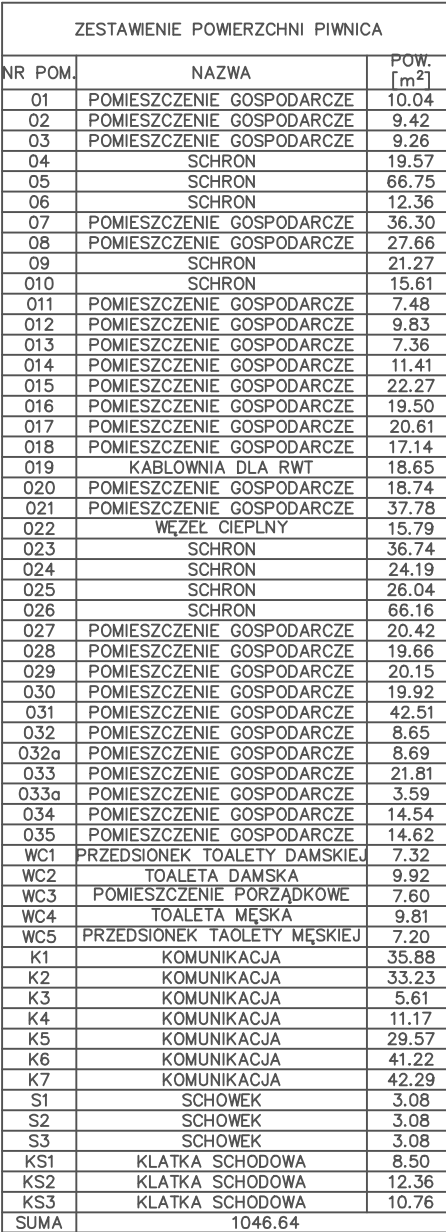 ZESTAWIENIE POWIERZCHNI PIWNICA
NR POM. NAZWA POW. [m²]
01 POMIESZCZENIE GOSPODARCZE 10.04
02 POMIESZCZENIE GOSPODARCZE 9.42
03 POMIESZCZENIE GOSPODARCZE 9.26
04 SCHRON 19.57
05 SCHRON 66.75
06 SCHRON 12.36
07 POMIESZCZENIE GOSPODARCZE 36.30
08 POMIESZCZENIE GOSPODARCZE 27.66
09 SCHRON 21.27
010 SCHRON 15.61
011 POMIESZCZENIE GOSPODARCZE 7.48
012 POMIESZCZENIE GOSPODARCZE 9.83
013 POMIESZCZENIE GOSPODARCZE 7.36
014 POMIESZCZENIE GOSPODARCZE 11.41
015 POMIESZCZENIE GOSPODARCZE 22.27
016 POMIESZCZENIE GOSPODARCZE 19.50
017 POMIESZCZENIE GOSPODARCZE 20.61
018 POMIESZCZENIE GOSPODARCZE 17.14
019 KABLOWNIA DLA RWT 18.65
020 POMIESZCZENIE GOSPODARCZE 18.74
021 POMIESZCZENIE GOSPODARCZE 37.78
022 WĘZEŁ CIEPLNY 15.79
023 SCHRON 36.74
024 SCHRON 24.19
025 SCHRON 26.04
026 SCHRON 66.16
027 POMIESZCZENIE GOSPODARCZE 20.42
028 POMIESZCZENIE GOSPODARCZE 19.66
029 POMIESZCZENIE GOSPODARCZE 20.15
030 POMIESZCZENIE GOSPODARCZE 19.92
031 POMIESZCZENIE GOSPODARCZE 42.51
032 POMIESZCZENIE GOSPODARCZE 8.65
032a POMIESZCZENIE GOSPODARCZE 8.69
033 POMIESZCZENIE GOSPODARCZE 21.81
033a POMIESZCZENIE GOSPODARCZE 3.59
034 POMIESZCZENIE GOSPODARCZE 14.54
035 POMIESZCZENIE GOSPODARCZE 14.62
WC1 PRZEDSIONEK TOALETY DAMSKIEJ 7.32
WC2 TOALETA DAMSKA 9.92
WC3 POMIESZCZENIE PORZĄDKOWE 7.60
WC4 TOALETA MĘSKA 9.81
WC5 PRZEDSIONEK TAOLETY MĘSKIEJ 7.20
K1 KOMUNIKACJA 35.88
K2 KOMUNIKACJA 33.23
K3 KOMUNIKACJA 5.61
K4 KOMUNIKACJA 11.17
K5 KOMUNIKACJA 29.57
K6 KOMUNIKACJA 41.22
K7 KOMUNIKACJA 42.29
S1 SCHOWEK 3.08
S2 SCHOWEK 3.08
S3 SCHOWEK 3.08
KS1 KLATKA SCHODOWA 8.50
KS2 KLATKA SCHODOWA 12.36
KS3 KLATKA SCHODOWA 10.76
SUMA 1046.64